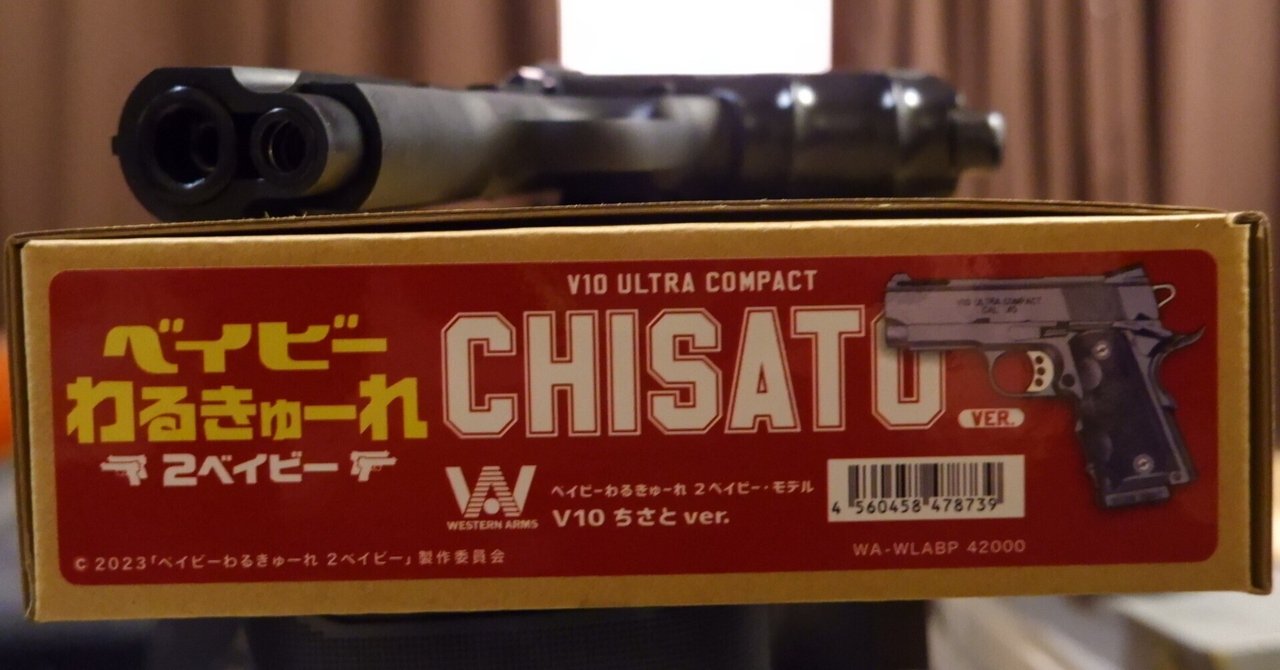 V10 ULTRA COMPACT
ベイビー
わるきゅーれ
2ベイビー
CHISATO
VER.
V10 ULTRA COMPACT
CAL .45
WESTERN ARMS
ベイビーわるきゅーれ 2ベイビー・モデル
V10 ちさと ver.
4 560458 478739
WA-WLABP 42000
© 2023「ベイビーわるきゅーれ 2ベイビー」製作委員会